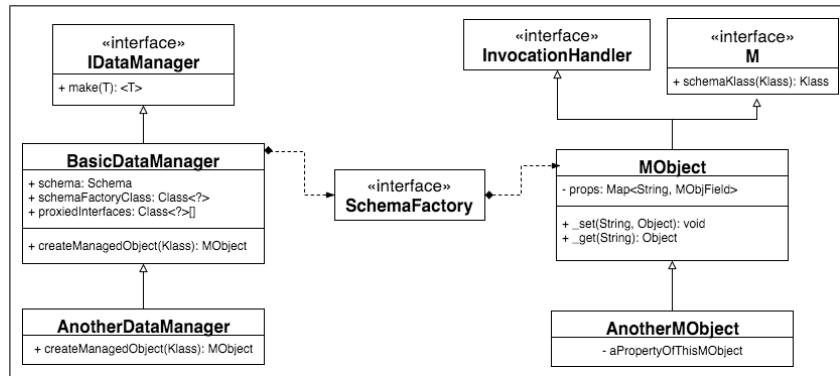 «interface»
IDataManager
+ make(T): <T>
«interface»
InvocationHandler
«interface»
M
+ schemaKlass(Klass): Klass
BasicDataManager
+ schema: Schema
+ schemaFactoryClass: Class<?>
+ proxiedInterfaces: Class<?>[]
+ createManagedObject(Klass): MObject
«interface»
SchemaFactory
MObject
- props: Map<String, MObjField>
+ _set(String, Object): void
+ _get(String): Object
AnotherDataManager
+ createManagedObject(Klass): MObject
AnotherMObject
- aPropertyOfThisMObject